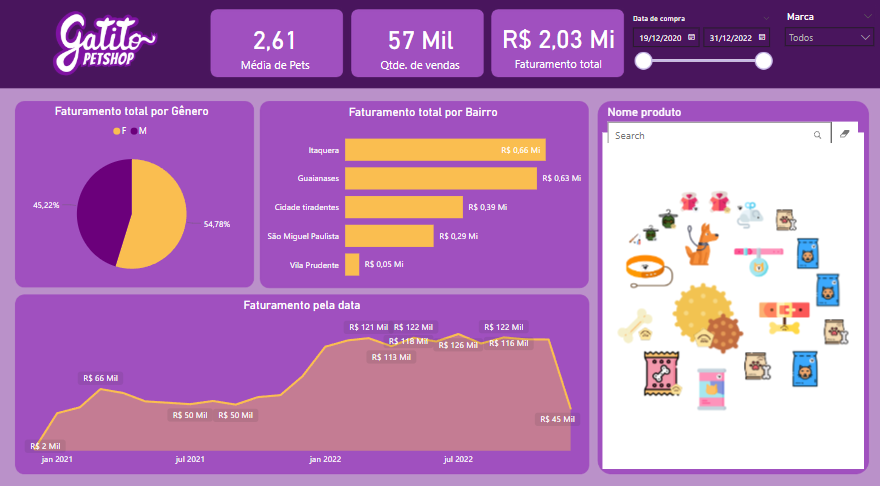 Gatito
PETSHOP
2,61
Média de Pets
57 Mil
Qtde. de vendas
R$ 2,03 Mi
Faturamento total
Data de compra
19/12/2020
31/12/2022
Marca
Todos
Faturamento total por Gênero
F M
45,22%
54,78%
Faturamento total por Bairro
Itaquera R$ 0,66 Mi
Guaianases R$ 0,63 Mi
Cidade tiradentes R$ 0,39 Mi
São Miguel Paulista R$ 0,29 Mi
Vila Prudente R$ 0,05 Mi
Nome produto
Search
Faturamento pela data
R$ 121 Mil R$ 122 Mil R$ 122 Mil
R$ 118 Mil R$ 126 Mil R$ 116 Mil
R$ 113 Mil
R$ 66 Mil
R$ 50 Mil R$ 50 Mil
R$ 45 Mil
R$ 2 Mil
jan 2021 jul 2021 jan 2022 jul 2022